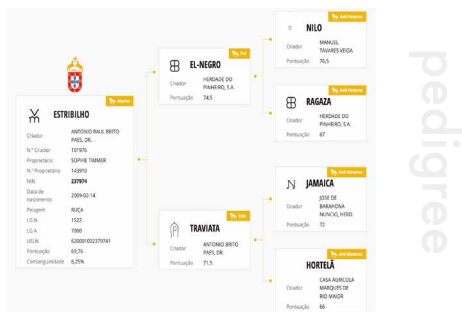 Macho
ESTRIBILHO
Criador ANTONIO RAUL BRITO
PAES, DR.
N.º Criador 101976
Proprietário SOPHIE TIMMER
N.º Proprietário 143910
NIN 237974
Data de
nascimento 2009-02-14
Pelagem RUÇA
LG N 1522
LG A 7000
UELN 620001002379741
Pontuação 69,76
Consanguinidade 6,25%
Pai
EL-NEGRO
Criador HERDADE DO
PINHEIRO, S.A.
Pontuação 74,5
Mãe
TRAVIATA
Criador ANTONIO BRITO
PAES, DR.
Pontuação 71,5
Avô Paterno
NILO
Criador MANUEL
TAVARES VEIGA
Pontuação 76,5
Avó Paterna
RAGAZA
Criador HERDADE DO
PINHEIRO, S.A.
Pontuação 67
Avô Materno
JAMAICA
Criador JOSE DE
BARAHONA
NUNCIO, HERD.
Pontuação 72
Avó Materna
HORTELÃ
Criador CASA AGRICOLA
MARQUES DE
RIO MAIOR
Pontuação 66
pedigree